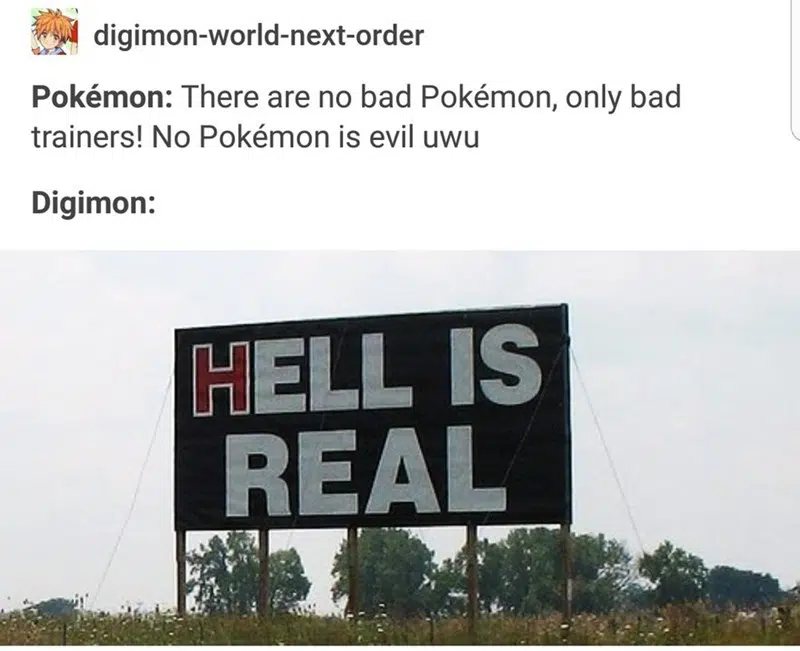 digimon-world-next-order
Pokémon: There are no bad Pokémon, only bad
trainers! No Pokémon is evil uwu
Digimon:
HELL IS
REAL